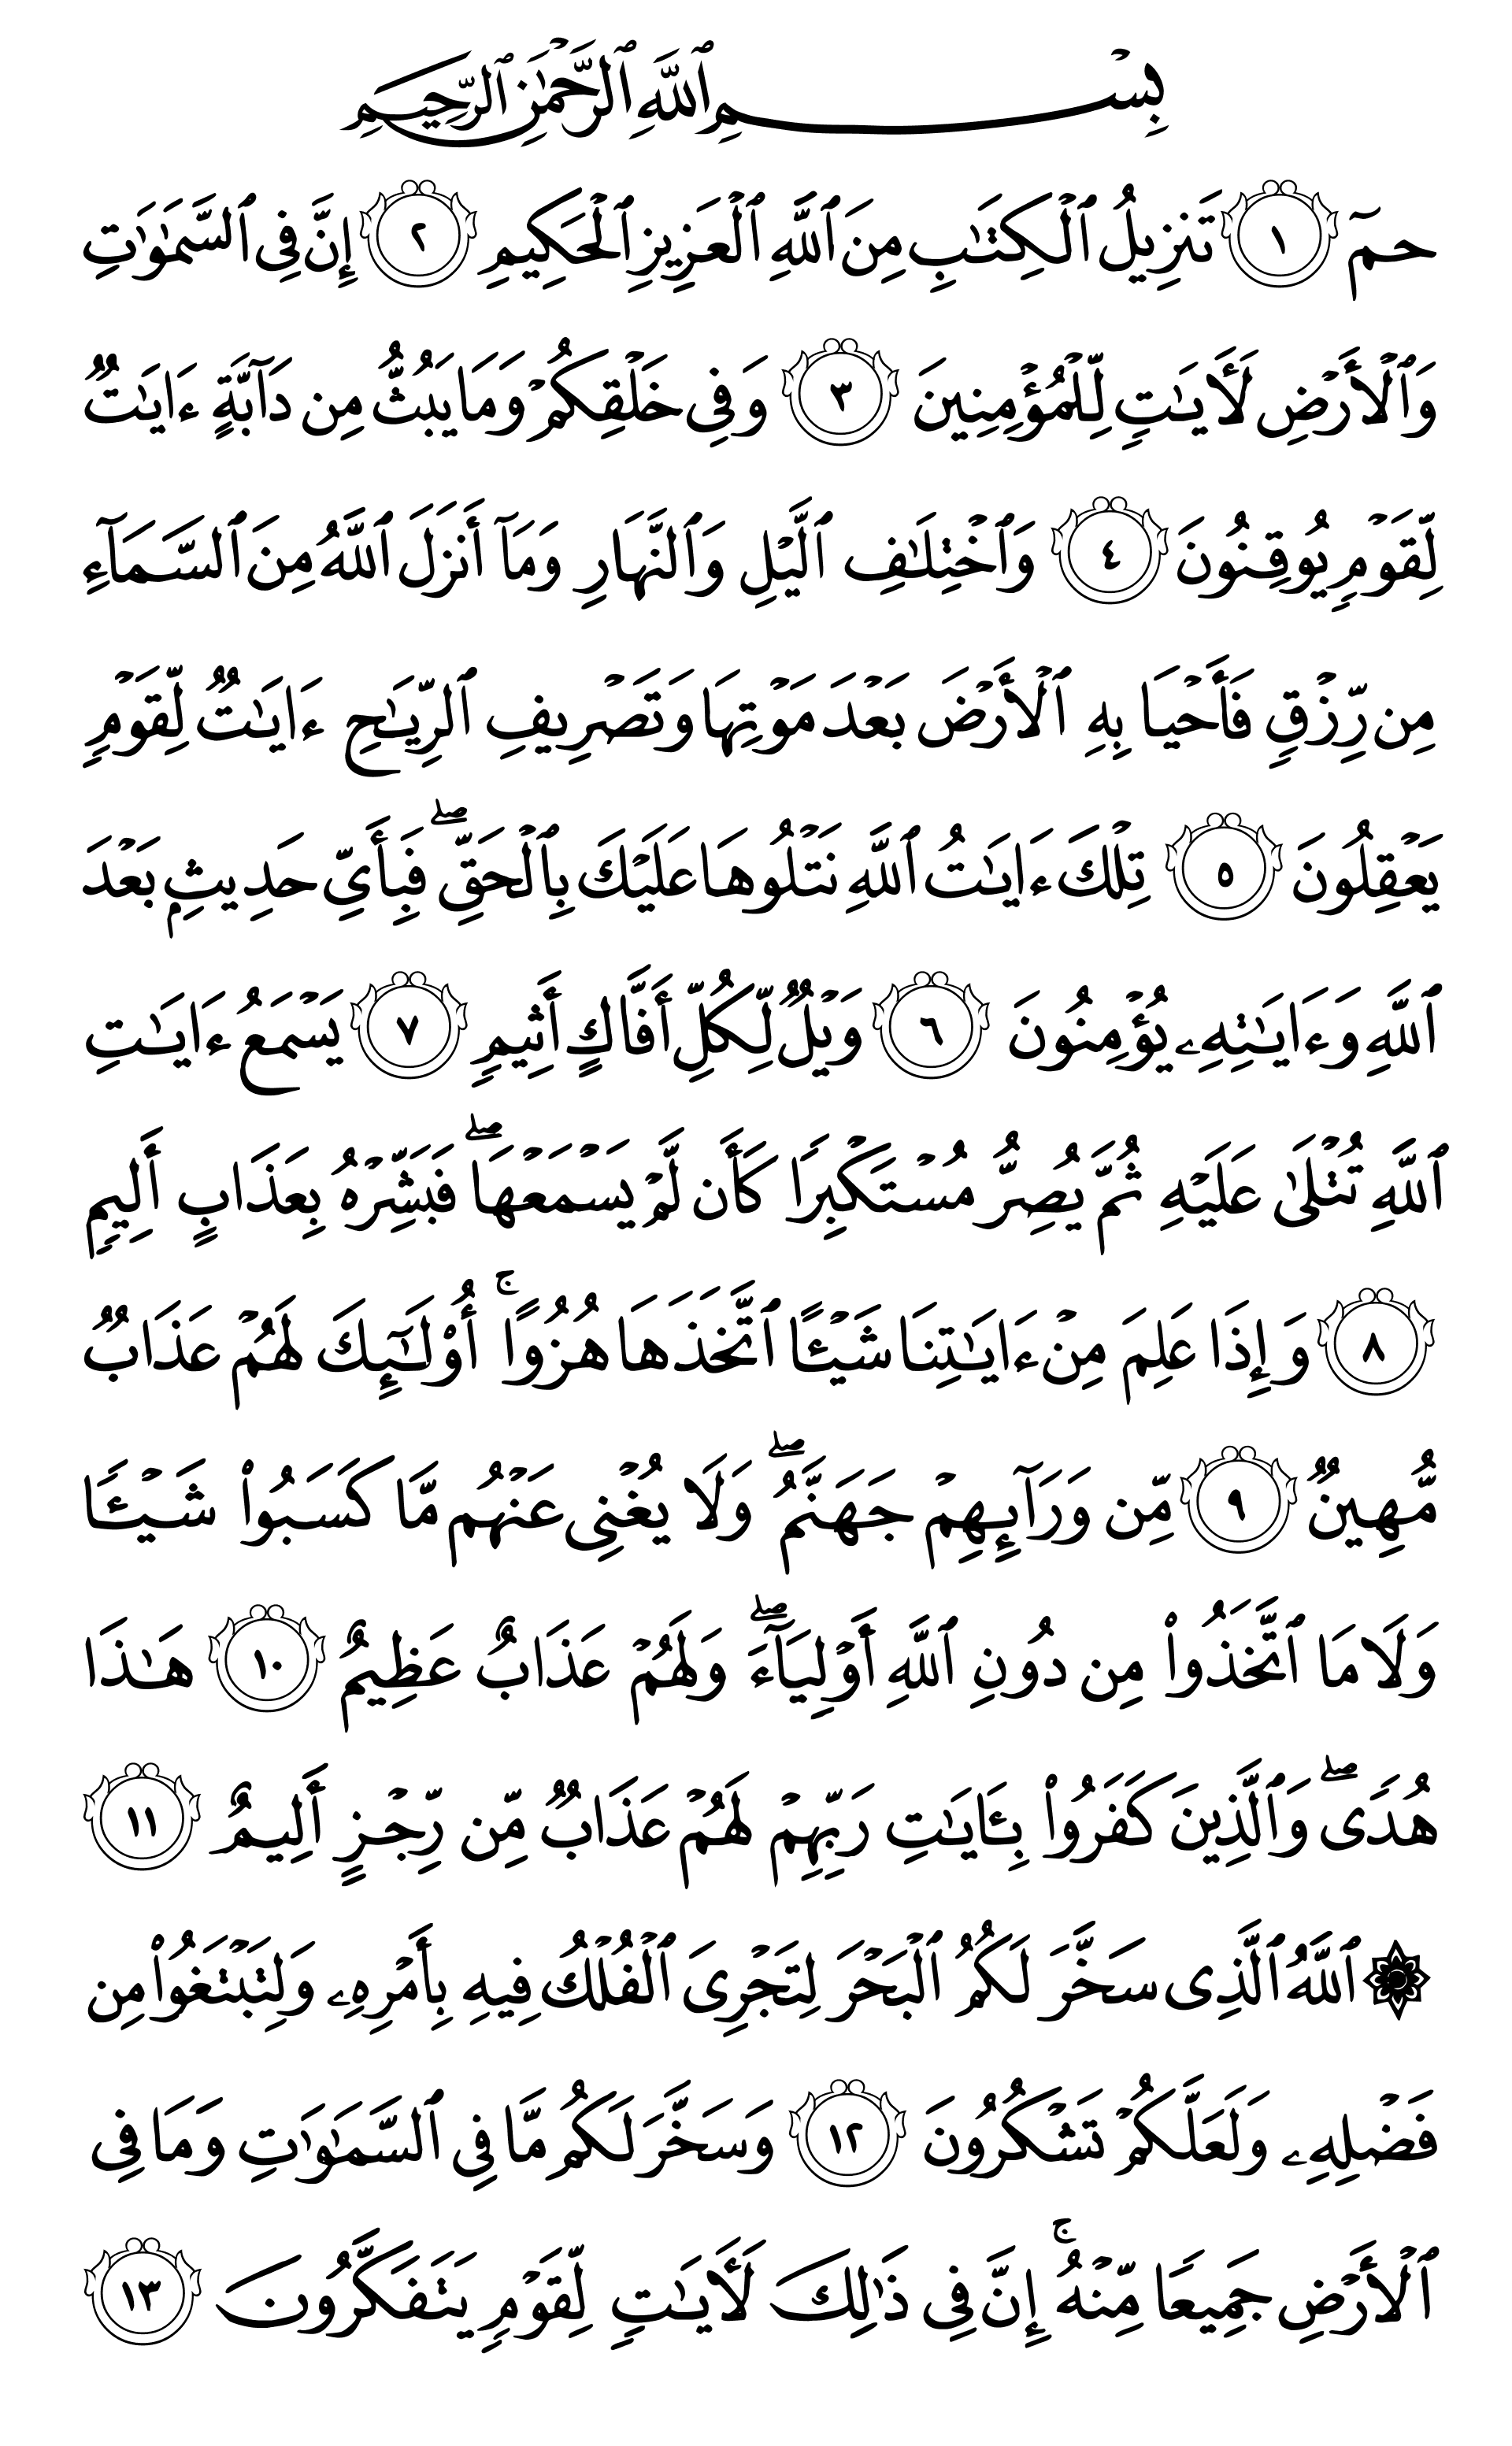 بِسْمِ ٱللَّهِ ٱلرَّحْمَٰنِ ٱلرَّحِيمِ
حمٓ ١ تَنزِيلُ ٱلْكِتَٰبِ مِنَ ٱللَّهِ ٱلْعَزِيزِ ٱلْحَكِيمِ ٢ إِنَّ فِى ٱلسَّمَٰوَٰتِ
وَٱلْأَرْضِ لَـَٔايَٰتٍ لِّلْمُؤْمِنِينَ ٣ وَفِى خَلْقِكُمْ وَمَا يَبُثُّ مِن دَآبَّةٍ ءَايَٰتٌ
لِّقَوْمٍ يُوقِنُونَ ٤ وَٱخْتِلَٰفِ ٱلَّيْلِ وَٱلنَّهَارِ وَمَآ أَنزَلَ ٱللَّهُ مِنَ ٱلسَّمَآءِ
مِن رِّزْقٍ فَأَحْيَا بِهِ ٱلْأَرْضَ بَعْدَ مَوْتِهَا وَتَصْرِيفِ ٱلرِّيَٰحِ ءَايَٰتٌ لِّقَوْمٍ
يَعْقِلُونَ ٥ تِلْكَ ءَايَٰتُ ٱللَّهِ نَتْلُوهَا عَلَيْكَ بِٱلْحَقِّ ۖ فَبِأَىِّ حَدِيثٍۭ بَعْدَ
ٱللَّهِ وَءَايَٰتِهِۦ يُؤْمِنُونَ ٦ وَيْلٌ لِّكُلِّ أَفَّاكٍ أَثِيمٍ ٧ يَسْمَعُ ءَايَٰتِ
ٱللَّهِ تُتْلَىٰ عَلَيْهِ ثُمَّ يُصِرُّ مُسْتَكْبِرًا كَأَن لَّمْ يَسْمَعْهَا ۖ فَبَشِّرْهُ بِعَذَابٍ أَلِيمٍ
٨ وَإِذَا عَلِمَ مِنْ ءَايَٰتِنَا شَيْـًٔا ٱتَّخَذَهَا هُزُوًا ۚ أُو۟لَٰٓئِكَ لَهُمْ عَذَابٌ
مُّهِينٌ ٩ مِّن وَرَآئِهِمْ جَهَنَّمُ ۖ وَلَا يُغْنِى عَنْهُم مَّا كَسَبُوا۟ شَيْـًٔا
وَلَا مَا ٱتَّخَذُوا۟ مِن دُونِ ٱللَّهِ أَوْلِيَآءَ ۖ وَلَهُمْ عَذَابٌ عَظِيمٌ ١٠ هَٰذَا
هُدًى ۖ وَٱلَّذِينَ كَفَرُوا۟ بِـَٔايَٰتِ رَبِّهِمْ لَهُمْ عَذَابٌ مِّن رِّجْزٍ أَلِيمٌ ١١
۞ ٱللَّهُ ٱلَّذِى سَخَّرَ لَكُمُ ٱلْبَحْرَ لِتَجْرِىَ ٱلْفُلْكُ فِيهِ بِأَمْرِهِۦ وَلِتَبْتَغُوا۟ مِن
فَضْلِهِۦ وَلَعَلَّكُمْ تَشْكُرُونَ ١٢ وَسَخَّرَ لَكُم مَّا فِى ٱلسَّمَٰوَٰتِ وَمَا فِى
ٱلْأَرْضِ جَمِيعًا مِّنْهُ ۚ إِنَّ فِى ذَٰلِكَ لَـَٔايَٰتٍ لِّقَوْمٍ يَتَفَكَّرُونَ ١٣